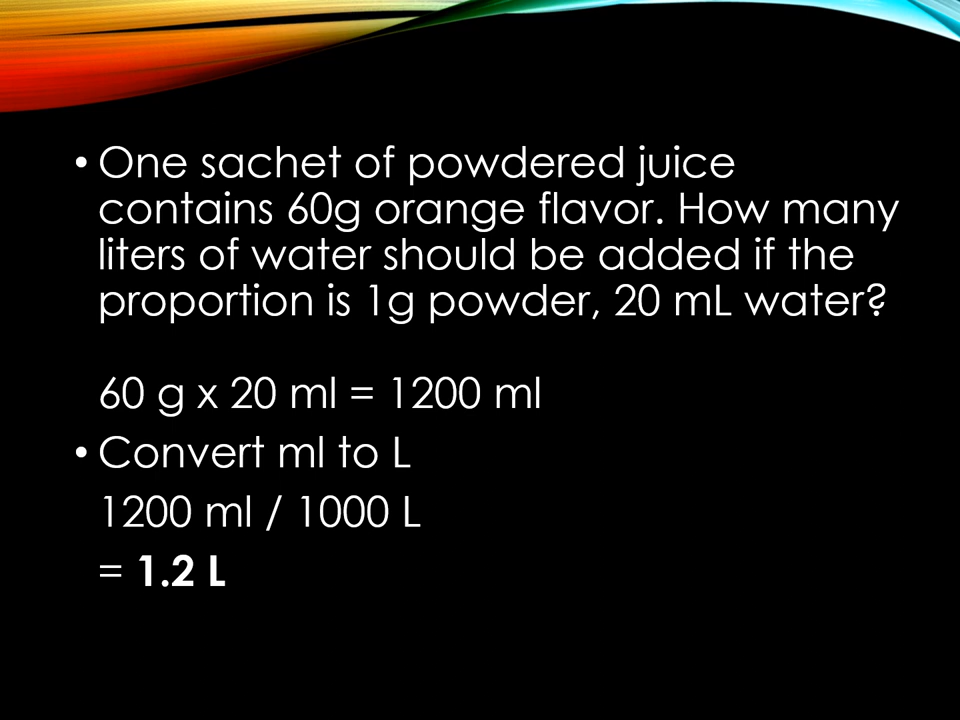 • One sachet of powdered juice
contains 60g orange flavor. How many
liters of water should be added if the
proportion is 1g powder, 20 mL water?
60 g x 20 ml = 1200 ml
• Convert ml to L
1200 ml / 1000 L
= 1.2 L